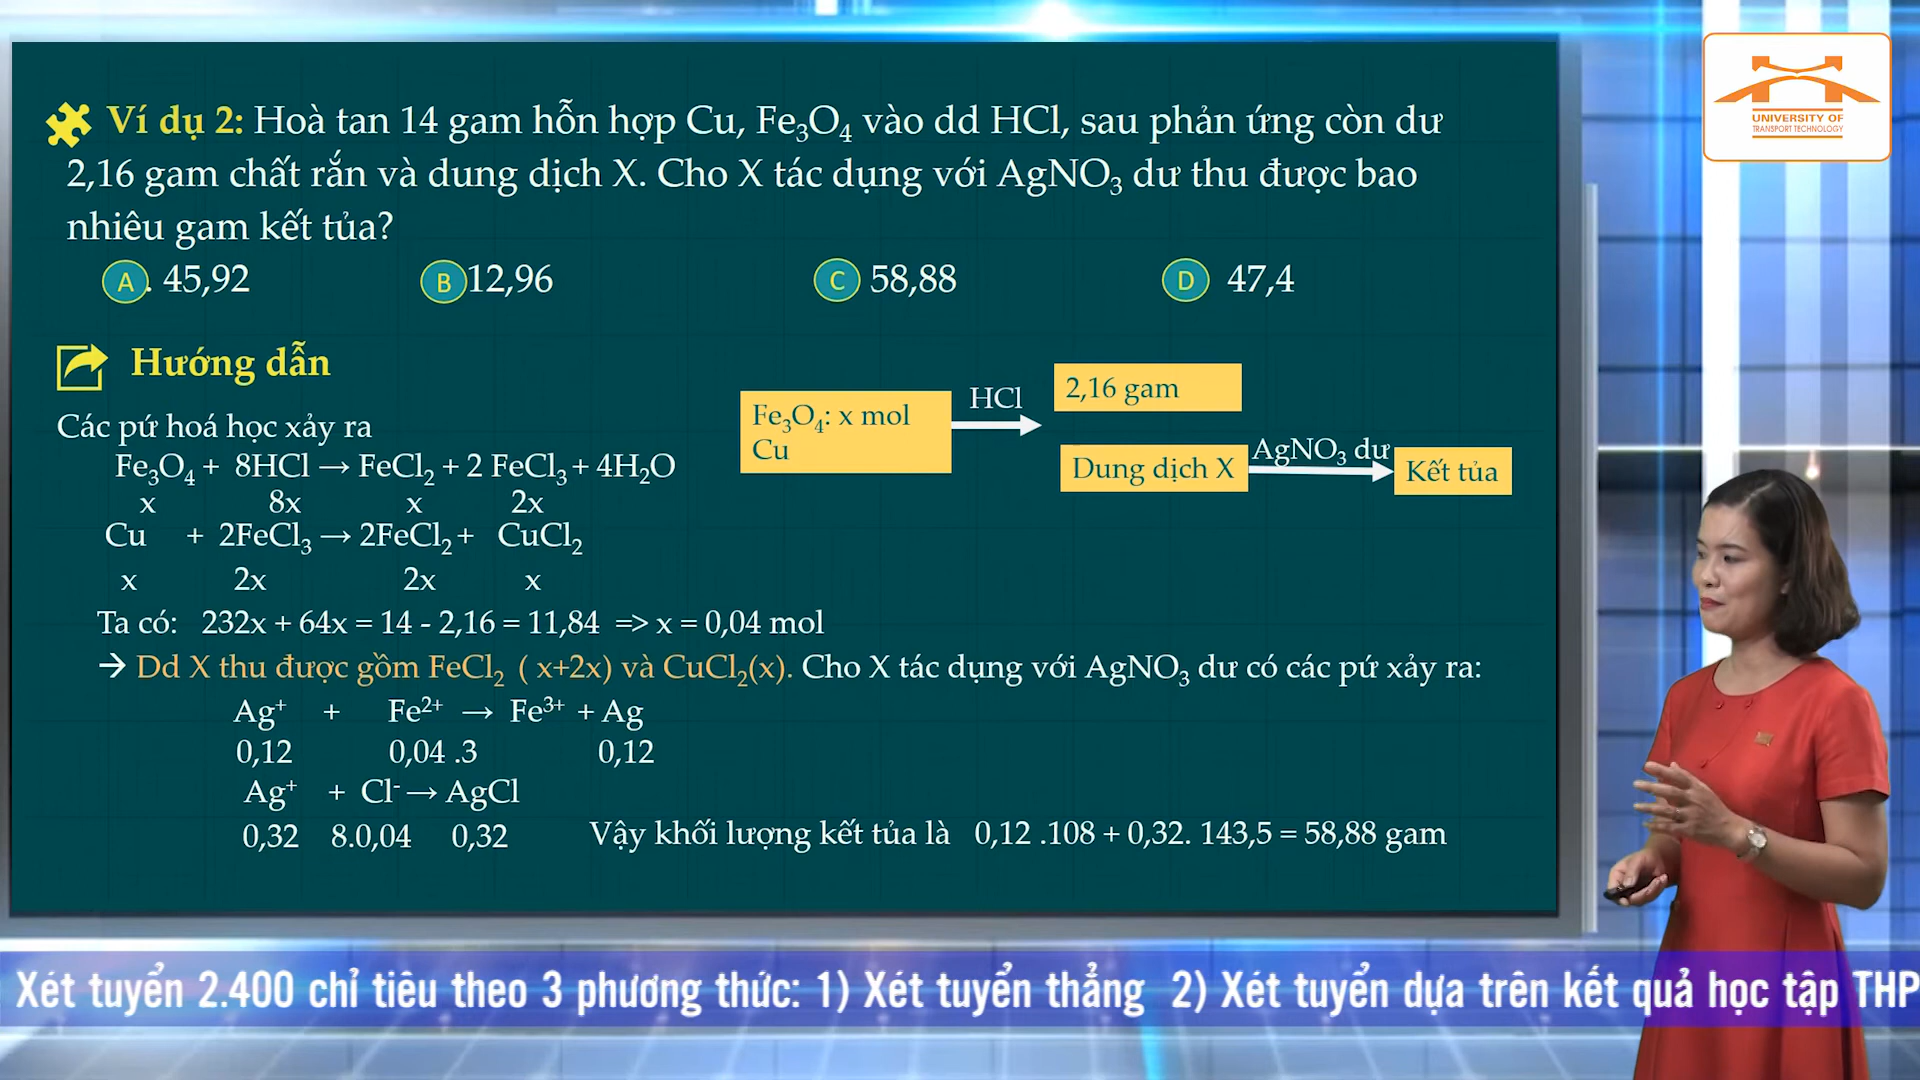 Ví dụ 2: Hoà tan 14 gam hỗn hợp Cu, Fe₃O₄ vào dd HCl, sau phản ứng còn dư
2,16 gam chất rắn và dung dịch X. Cho X tác dụng với AgNO₃ dư thu được bao
nhiêu gam kết tủa?
A . 45,92 B 12,96 C 58,88 D 47,4
Hướng dẫn
Các pứ hoá học xảy ra
Fe₃O₄ + 8HCl → FeCl₂ + 2 FeCl₃ + 4H₂O
x 8x x 2x
Cu + 2FeCl₃ → 2FeCl₂ + CuCl₂
x 2x 2x x
Fe₃O₄: x mol
Cu
HCl
2,16 gam
Dung dịch X
AgNO₃ dư
Kết tủa
Ta có: 232x + 64x = 14 - 2,16 = 11,84 => x = 0,04 mol
→ Dd X thu được gồm FeCl₂ ( x+2x) và CuCl₂(x). Cho X tác dụng với AgNO₃ dư có các pứ xảy ra:
Ag⁺ + Fe²⁺ → Fe³⁺ + Ag
0,12 0,04 .3 0,12
Ag⁺ + Cl⁻ → AgCl
0,32 8.0,04 0,32 Vậy khối lượng kết tủa là 0,12 .108 + 0,32. 143,5 = 58,88 gam
UNIVERSITY OF
TRANSPORT TECHNOLOGY
Xét tuyển 2.400 chỉ tiêu theo 3 phương thức: 1) Xét tuyển thẳng 2) Xét tuyển dựa trên kết quả học tập THP